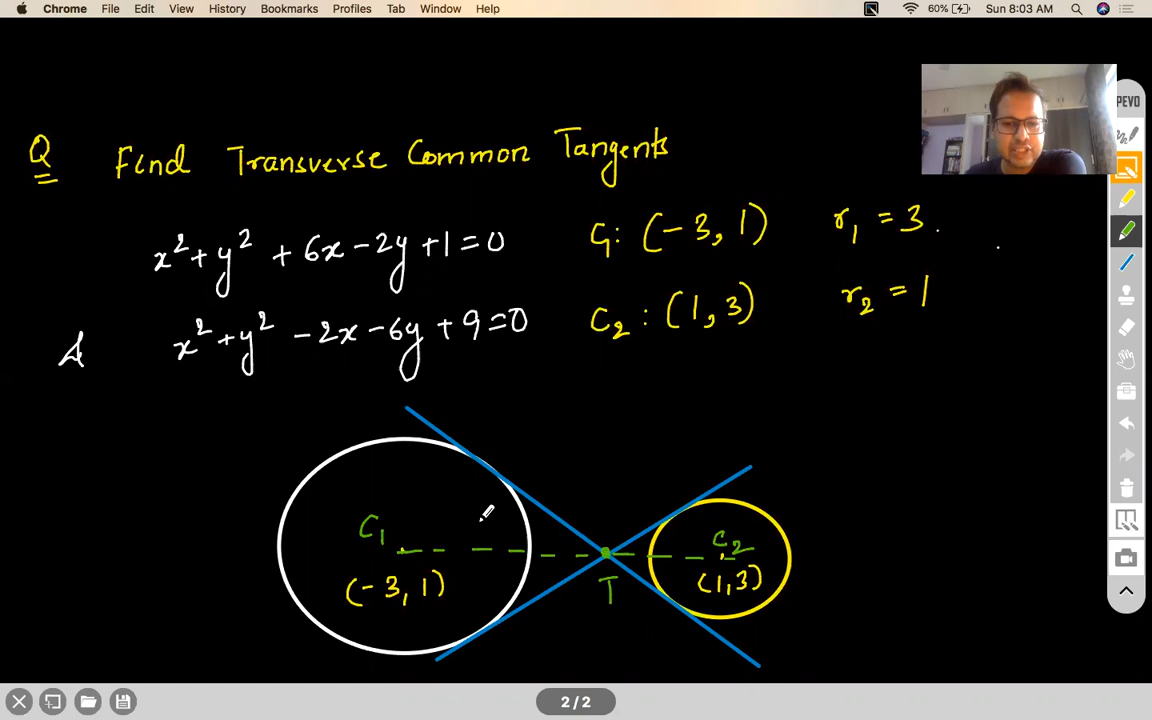 Chrome File Edit View History Bookmarks Profiles Tab Window Help 60% Sun 8:03 AM
IPEVO
Q Find Transverse Common Tangents
x² + y² + 6x - 2y + 1 = 0 C₁: (-3, 1) r₁ = 3
& x² + y² - 2x - 6y + 9 = 0 C₂: (1, 3) r₂ = 1
C₁ C₂
(-3, 1) T (1, 3)
2 / 2